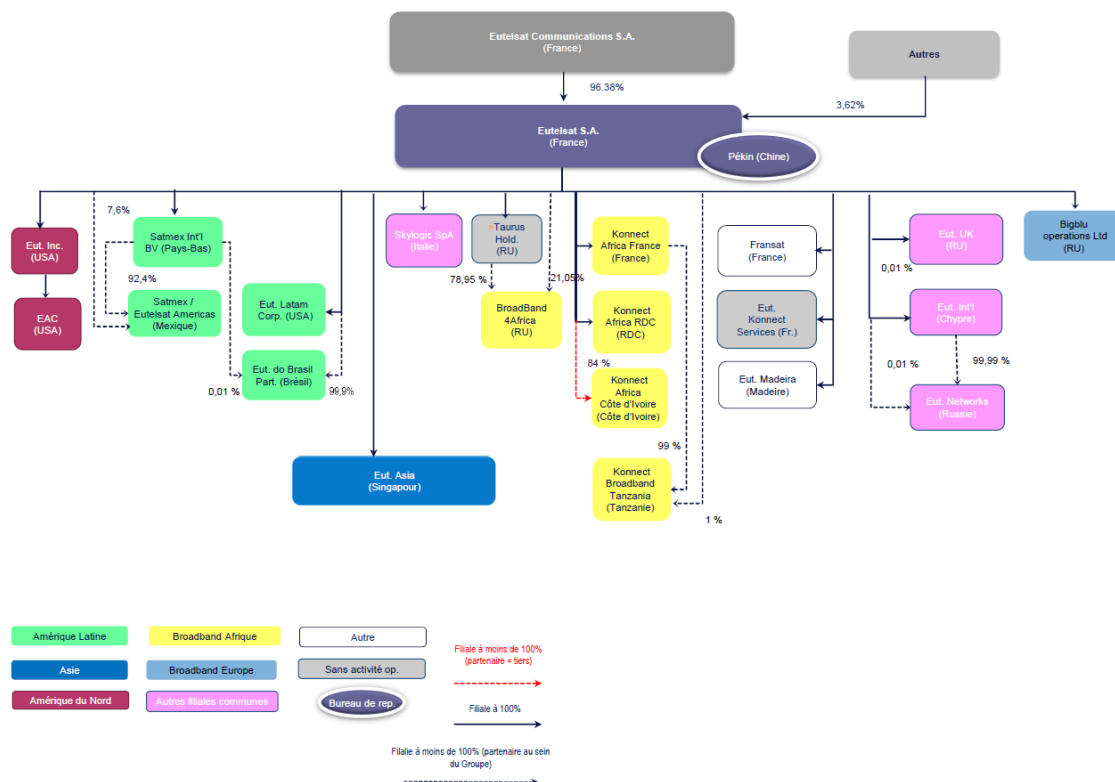 Eutelsat Communications S.A.
(France)
Autres
96.38%
3,62%
Eutelsat S.A.
(France)
Pékin (Chine)
7,6%
Eut. Inc.
(USA)
Satmex Int'l
BV (Pays-Bas)
Skylogic SpA
(Italie)
Taurus
Hold.
(RU)
Konnect
Africa France
(France)
Fransat
(France)
Eut. UK
(RU)
Bigblu
operations Ltd
(RU)
92,4%
78,95 %
21,05%
0,01 %
EAC
(USA)
Satmex /
Eutelsat Americas
(Mexique)
Eut. Latam
Corp. (USA)
BroadBand
4Africa
(RU)
Konnect
Africa RDC
(RDC)
Eut.
Konnect
Services (Fr.)
Eut. Int'l
(Chypre)
84 %
0,01 %
99,99 %
Eut. do Brasil
Part. (Brésil)
0,01 %
99,9%
Konnect
Africa
Côte d'Ivoire
(Côte d'Ivoire)
Eut. Madeira
(Madeire)
Eut. Networks
(Russie)
99 %
Eut. Asia
(Singapour)
Konnect
Broadband
Tanzania
(Tanzanie)
1 %
Amérique Latine
Broadband Afrique
Autre
Filiale à moins de 100%
(partenaire = tiers)
Asie
Broadband Europe
Sans activité op.
Amérique du Nord
Autres filiales communes
Bureau de rep.
Filiale à 100%
Filalie à moins de 100% (partenaire au sein
du Groupe)